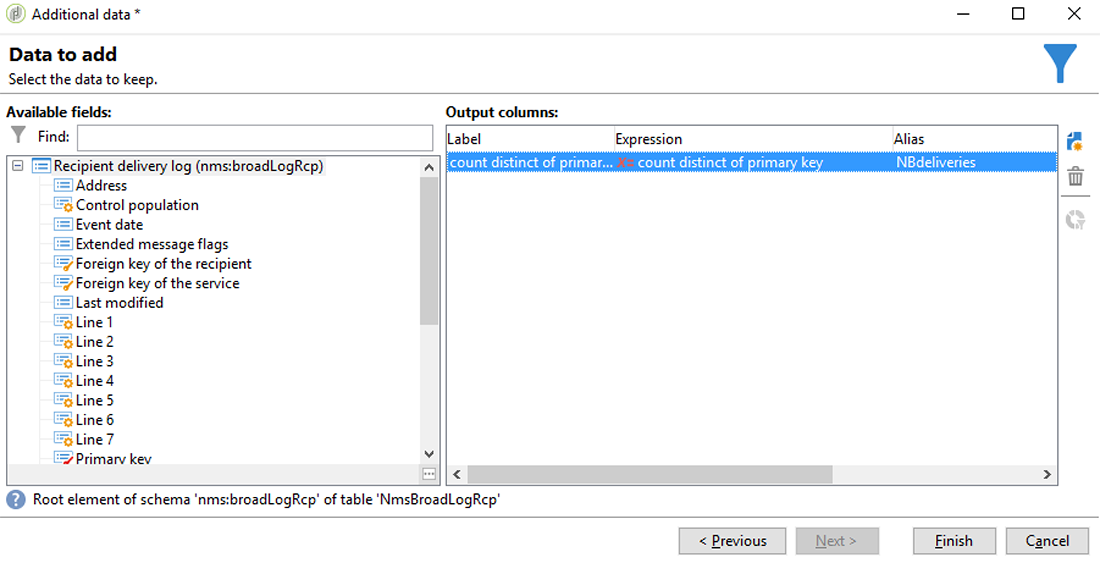 Additional data *
Data to add
Select the data to keep.
Available fields:
Find:
Recipient delivery log (nms:broadLogRcp)
Address
Control population
Event date
Extended message flags
Foreign key of the recipient
Foreign key of the service
Last modified
Line 1
Line 2
Line 3
Line 4
Line 5
Line 6
Line 7
Primary key
Output columns:
Label Expression Alias
count distinct of primar... x= count distinct of primary key NBdeliveries
Root element of schema 'nms:broadLogRcp' of table 'NmsBroadLogRcp'
< Previous Next > Finish Cancel